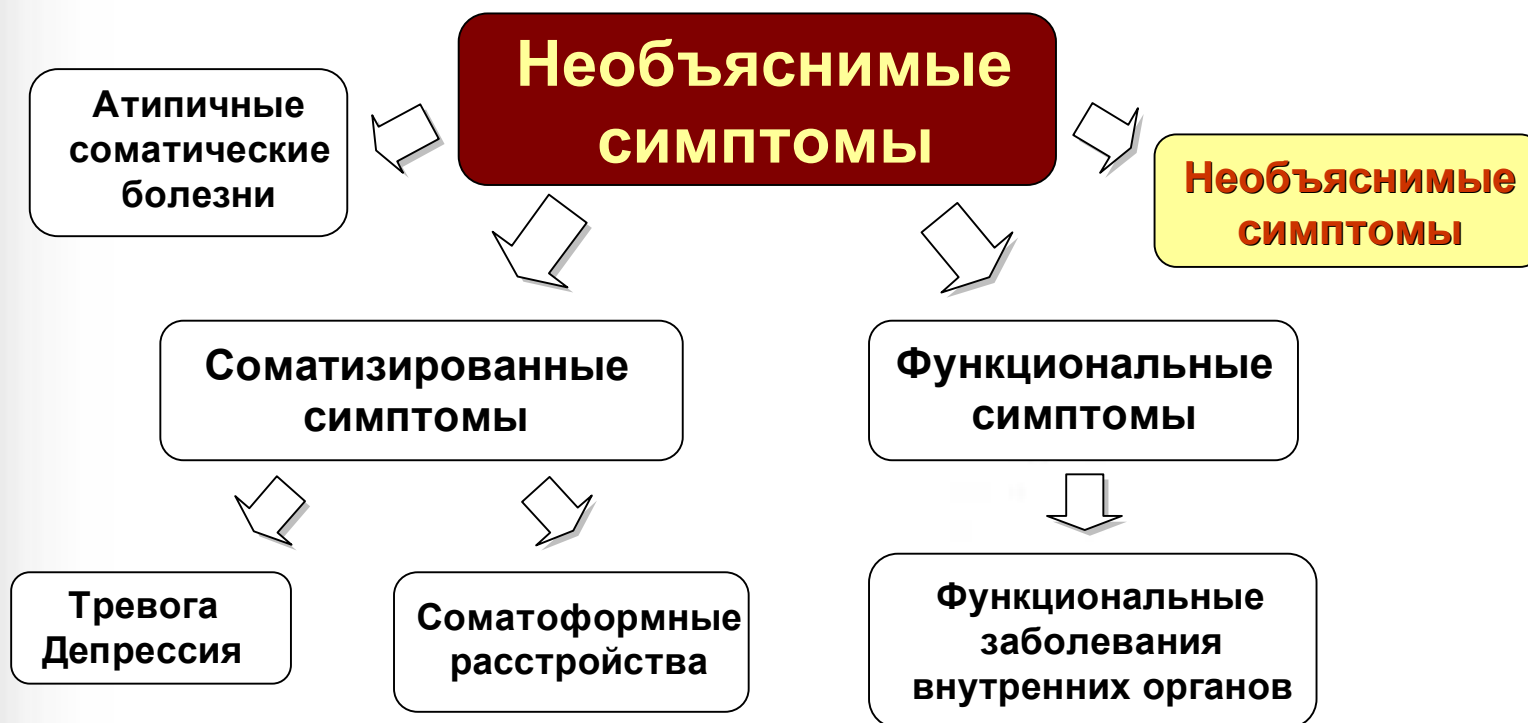 Необъяснимые
симптомы
Атипичные
соматические
болезни
Необъяснимые
симптомы
Соматизированные
симптомы
Функциональные
симптомы
Тревога
Депрессия
Соматоформные
расстройства
Функциональные
заболевания
внутренних органов